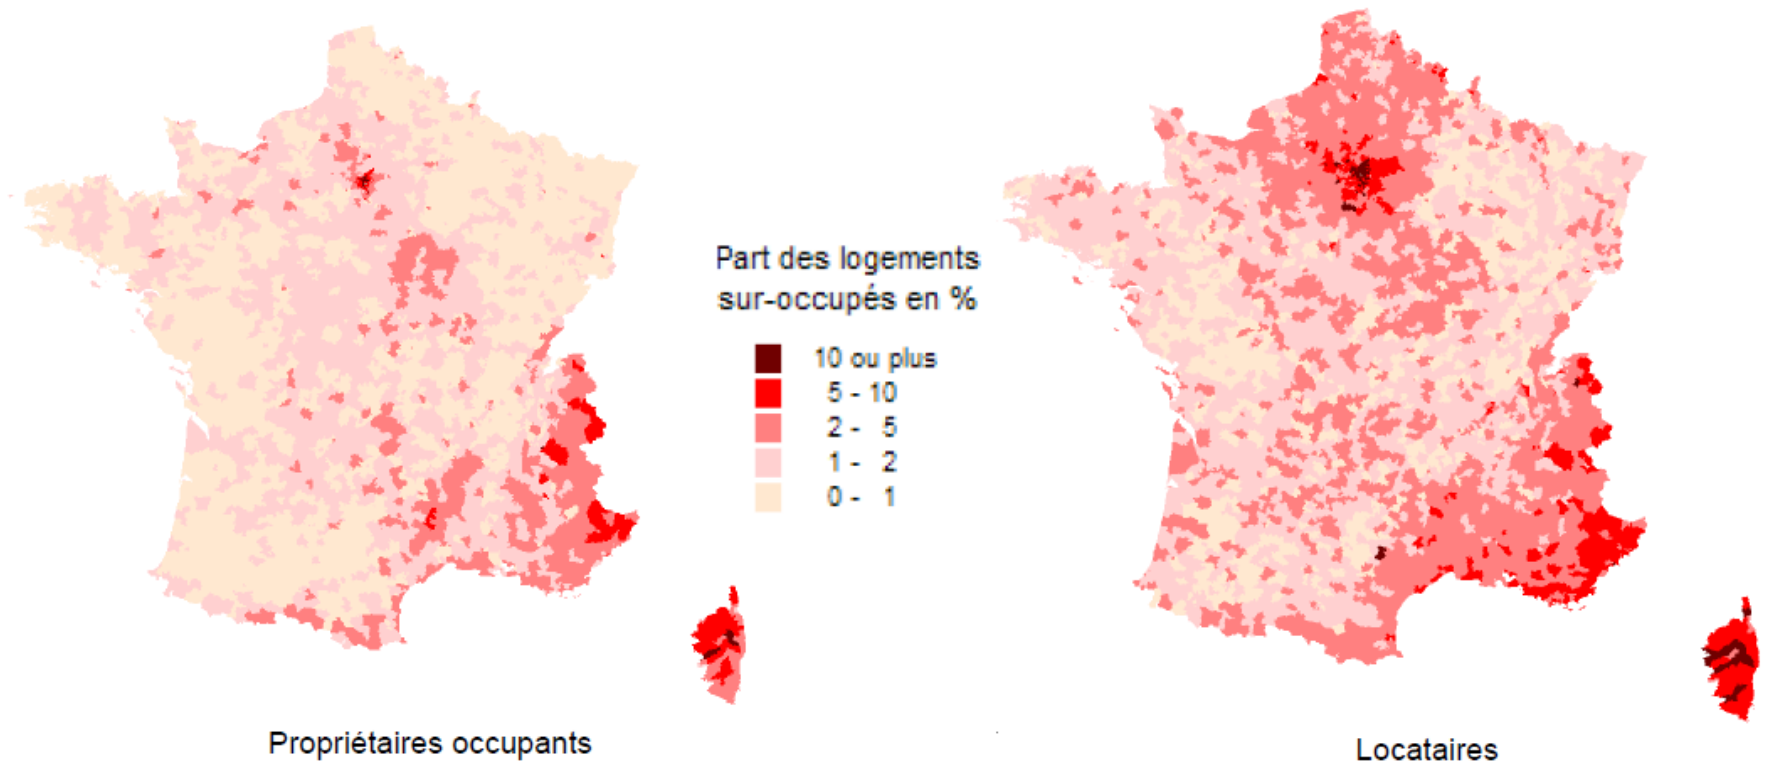 Part des logements
sur-occupés en %
10 ou plus
5 - 10
2 - 5
1 - 2
0 - 1
Propriétaires occupants
Locataires